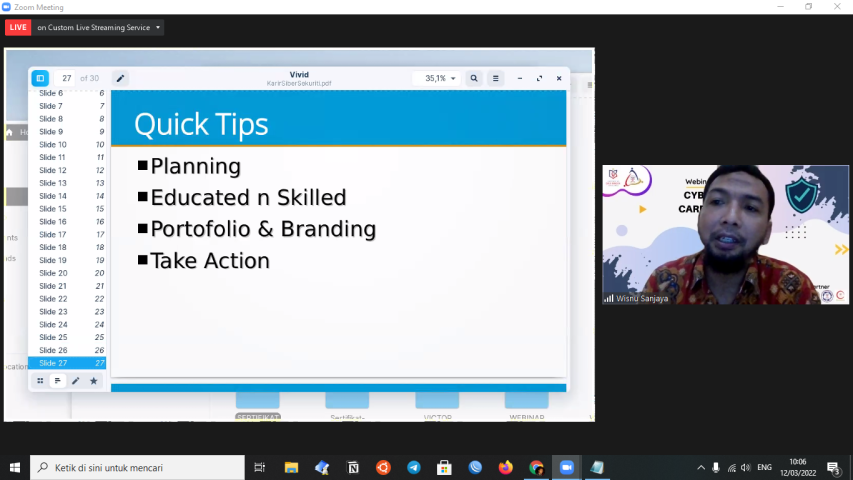 Zoom Meeting
LIVE on Custom Live Streaming Service
27 of 30
Vivid
KarirSiberSekuriti.pdf
35,1%
Slide 6 6
Slide 7 7
Slide 8 8
Slide 9 9
Slide 10 10
Slide 11 11
Slide 12 12
Slide 13 13
Slide 14 14
Slide 15 15
Slide 16 16
Slide 17 17
Slide 18 18
Slide 19 19
Slide 20 20
Slide 21 21
Slide 22 22
Slide 23 23
Slide 24 24
Slide 25 25
Slide 26 26
Slide 27 27
Quick Tips
Planning
Educated n Skilled
Portofolio & Branding
Take Action
Webin
CYB
CAR
Wisnu Sanjaya
SERTIFIKAT
Sertifikat-
VICTOR
WEBINAR
Ketik di sini untuk mencari
ENG
10:06
12/03/2022
3